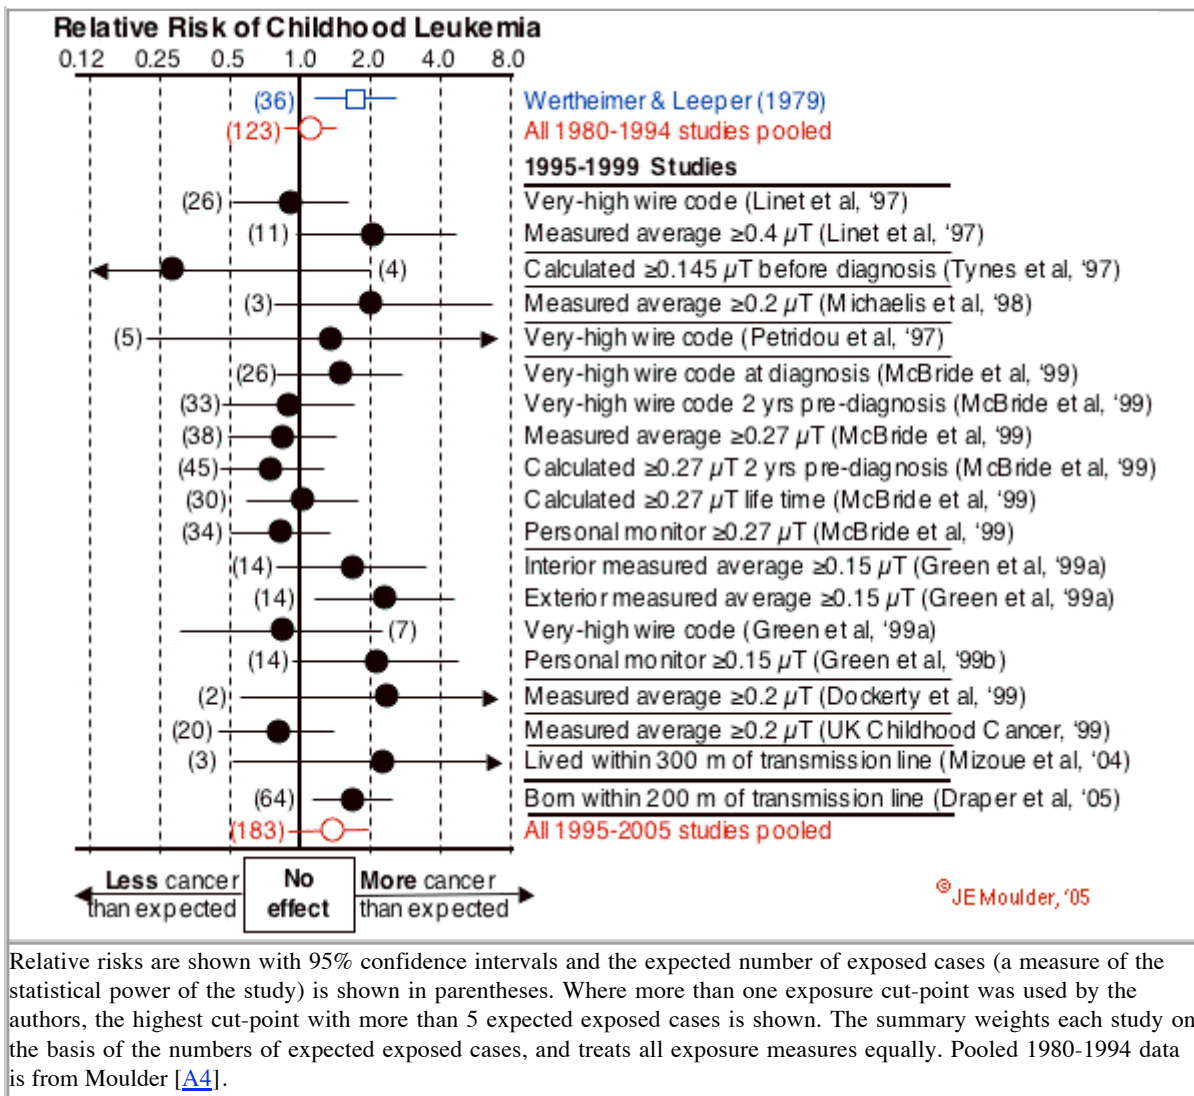 Relative Risk of Childhood Leukemia
0.12 0.25 0.5 1.0 2.0 4.0 8.0
(36) Wertheimer & Leeper (1979)
(123) All 1980-1994 studies pooled
1995-1999 Studies
(26) Very-high wire code (Linet et al, '97)
(11) Measured average ≥0.4 µT (Linet et al, '97)
(4) Calculated ≥0.145 µT before diagnosis (Tynes et al, '97)
(3) Measured average ≥0.2 µT (Michaelis et al, '98)
(5) Very-high wire code (Petridou et al, '97)
(26) Very-high wire code at diagnosis (McBride et al, '99)
(33) Very-high wire code 2 yrs pre-diagnosis (McBride et al, '99)
(38) Measured average ≥0.27 µT (McBride et al, '99)
(45) Calculated ≥0.27 µT 2 yrs pre-diagnosis (McBride et al, '99)
(30) Calculated ≥0.27 µT life time (McBride et al, '99)
(34) Personal monitor ≥0.27 µT (McBride et al, '99)
(14) Interior measured average ≥0.15 µT (Green et al, '99a)
(14) Exterior measured average ≥0.15 µT (Green et al, '99a)
(7) Very-high wire code (Green et al, '99a)
(14) Personal monitor ≥0.15 µT (Green et al, '99b)
(2) Measured average ≥0.2 µT (Dockerty et al, '99)
(20) Measured average ≥0.2 µT (UK Childhood Cancer, '99)
(3) Lived within 300 m of transmission line (Mizoue et al, '04)
(64) Born within 200 m of transmission line (Draper et al, '05)
(183) All 1995-2005 studies pooled
Less cancer than expected
No effect
More cancer than expected
© JE Moulder, '05
Relative risks are shown with 95% confidence intervals and the expected number of exposed cases (a measure of the
statistical power of the study) is shown in parentheses. Where more than one exposure cut-point was used by the
authors, the highest cut-point with more than 5 expected exposed cases is shown. The summary weights each study on
the basis of the numbers of expected exposed cases, and treats all exposure measures equally. Pooled 1980-1994 data
is from Moulder [A4].